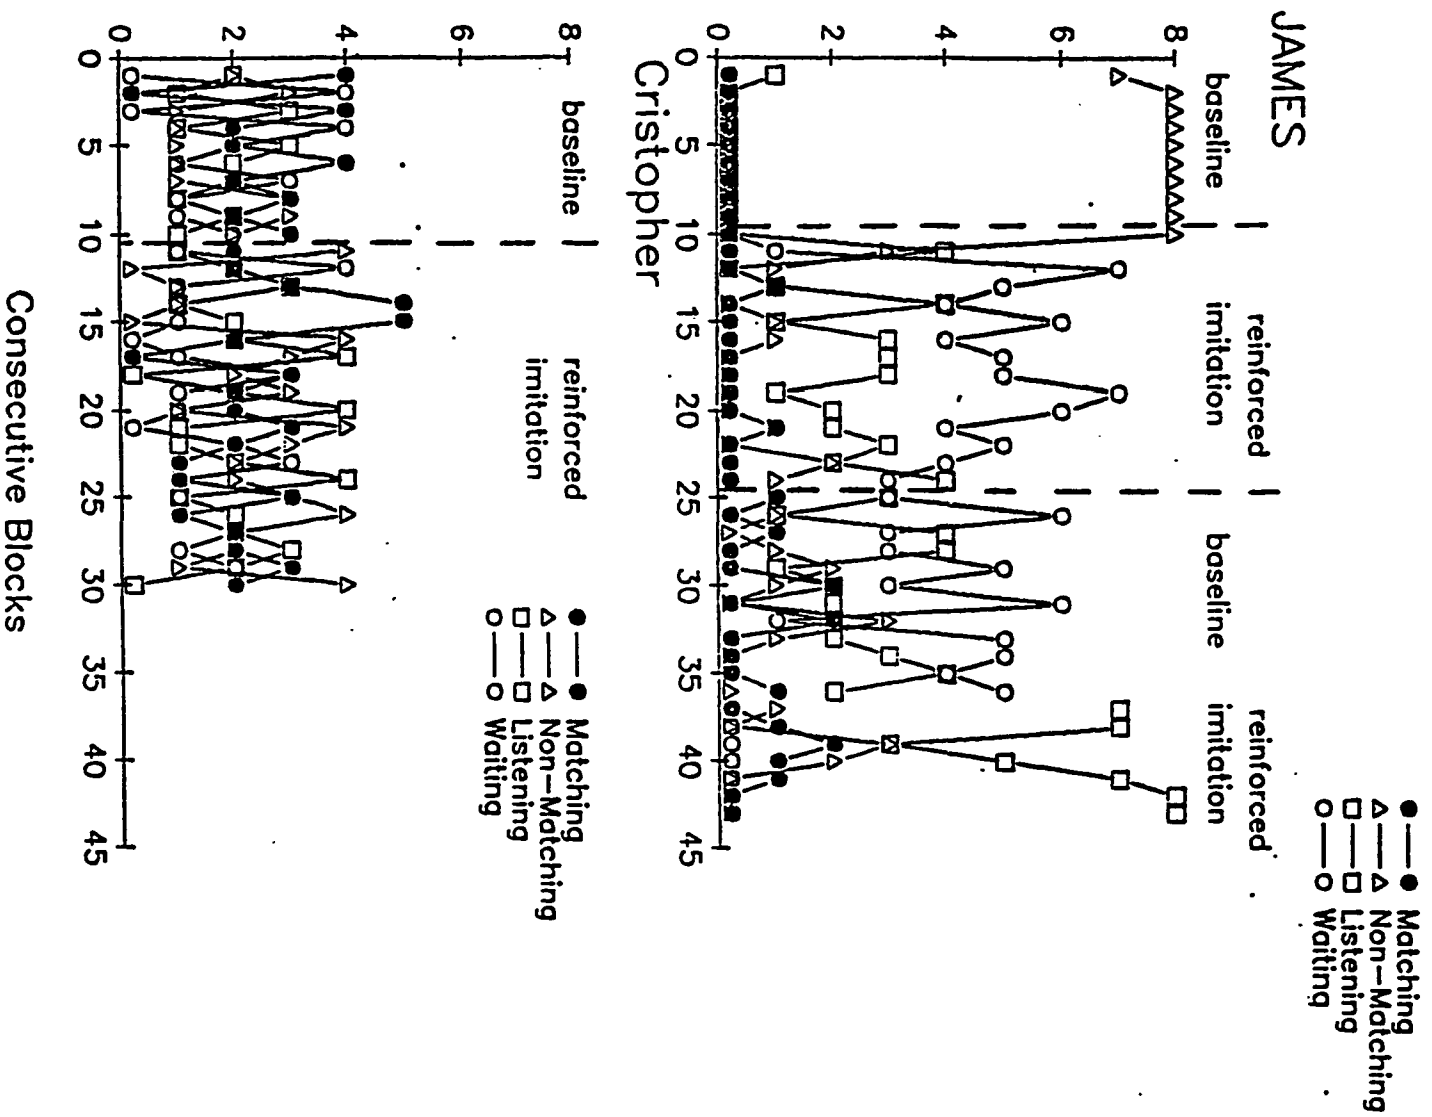 JAMES
baseline
reinforced
imitation
baseline
reinforced
imitation
8
6
4
2
0
0
5
10
15
20
25
30
35
40
45
Matching
Non-Matching
Listening
Waiting
Cristopher
baseline
reinforced
imitation
8
6
4
2
0
0
5
10
15
20
25
30
35
40
45
Matching
Non-Matching
Listening
Waiting
Consecutive Blocks